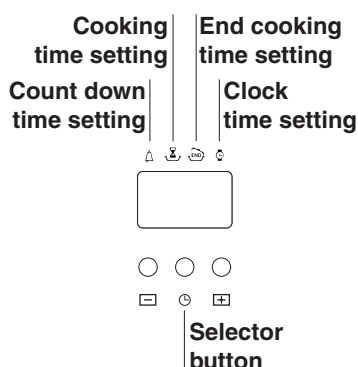 Cooking
time setting
End cooking
time setting
Count down
time setting
Clock
time setting
END
Selector
button